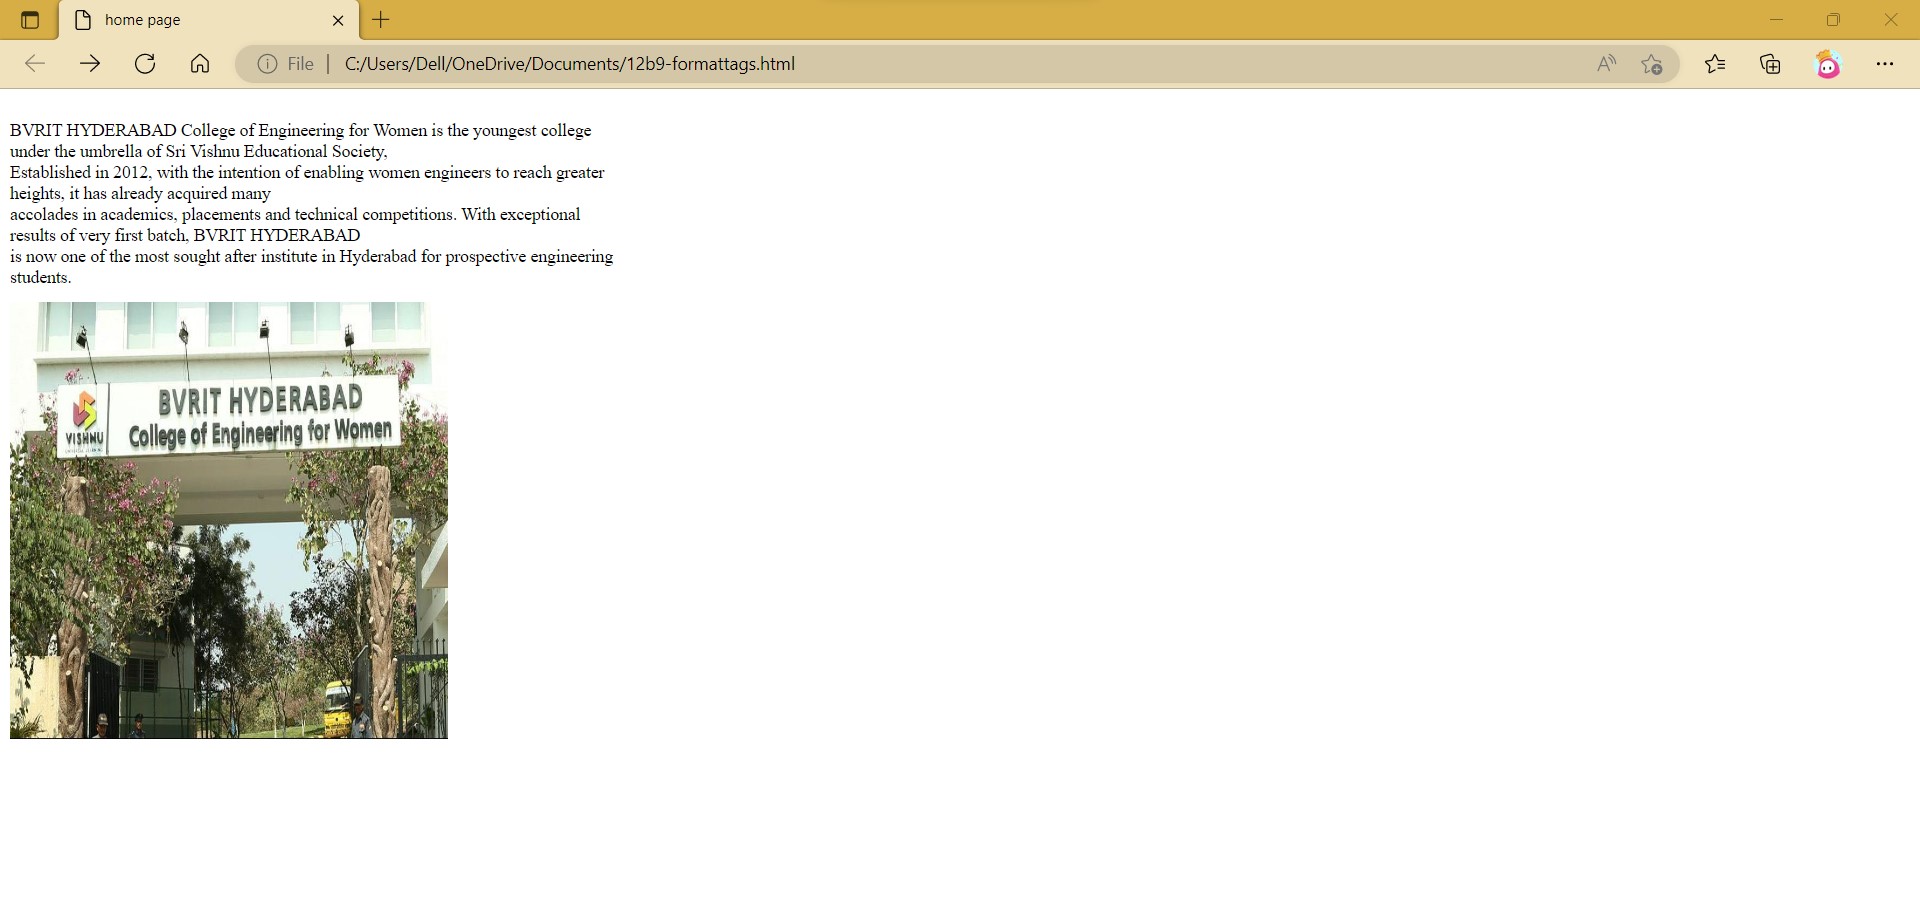 home page
File
C:/Users/Dell/OneDrive/Documents/12b9-formattags.html
BVRIT HYDERABAD College of Engineering for Women is the youngest college
under the umbrella of Sri Vishnu Educational Society,
Established in 2012, with the intention of enabling women engineers to reach greater
heights, it has already acquired many
accolades in academics, placements and technical competitions. With exceptional
results of very first batch, BVRIT HYDERABAD
is now one of the most sought after institute in Hyderabad for prospective engineering
students.
BVRIT HYDERABAD
College of Engineering for Women
VISHNU